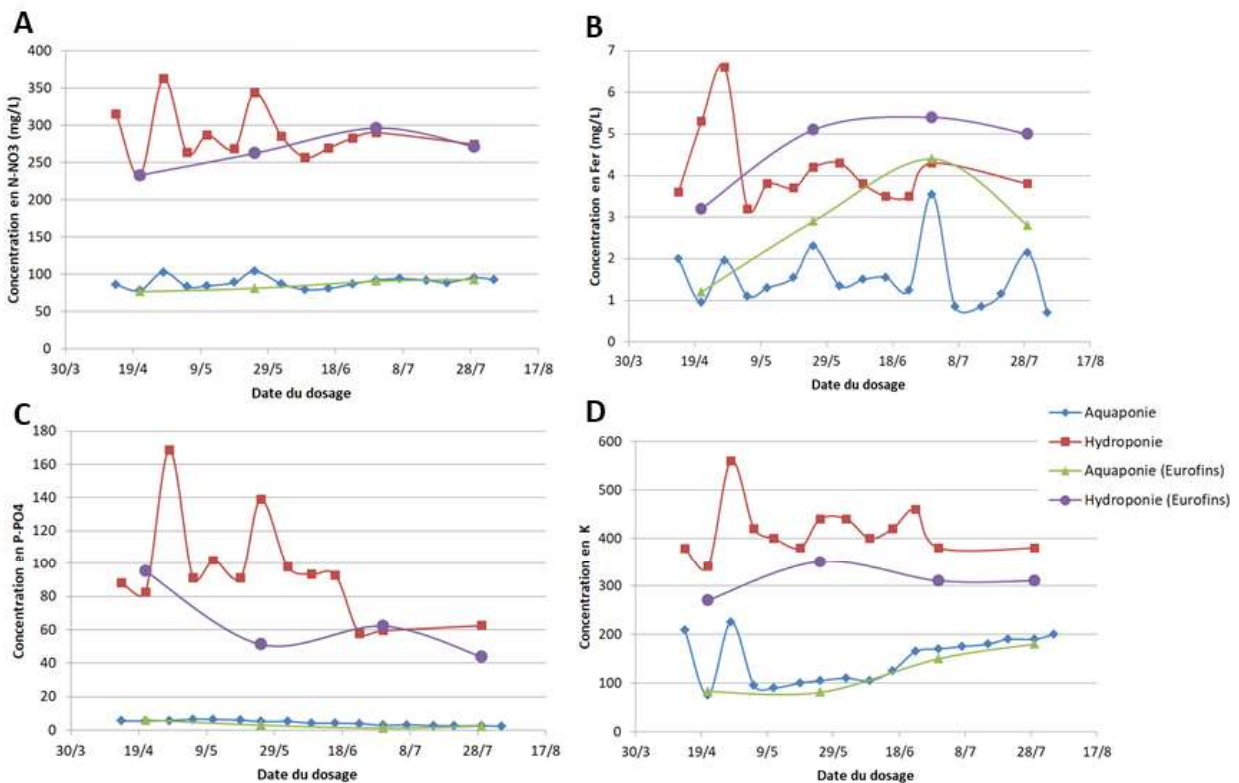 A
Concentration en N-NO3 (mg/L)
400
350
300
250
200
150
100
50
0
30/3 19/4 9/5 29/5 18/6 8/7 28/7 17/8
Date du dosage
B
Concentration en Fer (mg/L)
7
6
5
4
3
2
1
0
30/3 19/4 9/5 29/5 18/6 8/7 28/7 17/8
Date du dosage
C
Concentration en P-PO4
180
160
140
120
100
80
60
40
20
0
30/3 19/4 9/5 29/5 18/6 8/7 28/7 17/8
Date du dosage
D
Concentration en K
600
500
400
300
200
100
0
30/3 19/4 9/5 29/5 18/6 8/7 28/7 17/8
Date du dosage
Aquaponie
Hydroponie
Aquaponie (Eurofins)
Hydroponie (Eurofins)